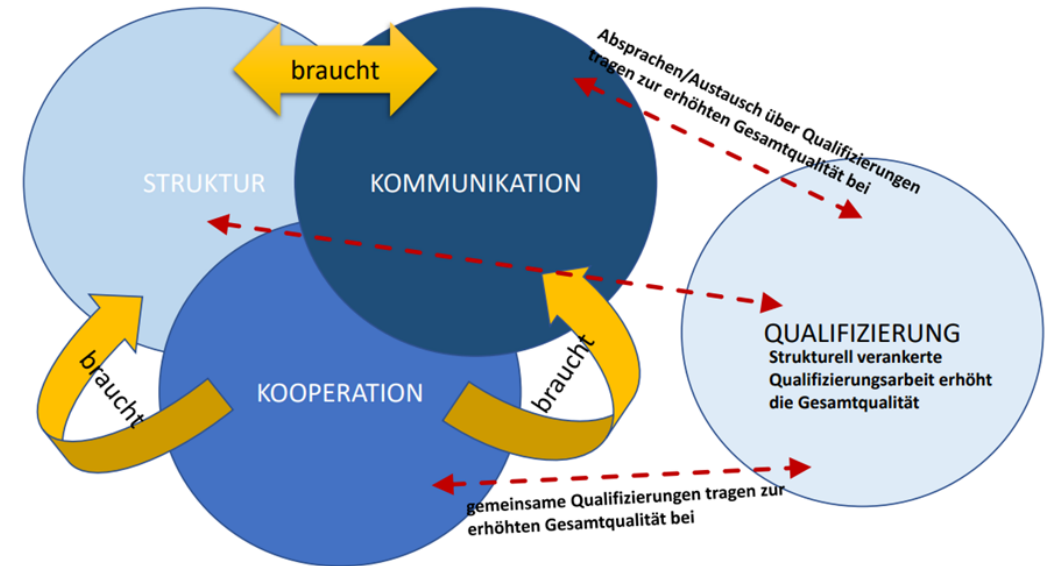 braucht
Absprachen/Austausch über Qualifizierungen
tragen zur erhöhten Gesamtqualität bei
STRUKTUR
KOMMUNIKATION
QUALIFIZIERUNG
Strukturell verankerte
Qualifizierungsarbeit erhöht
die Gesamtqualität
braucht
KOOPERATION
braucht
gemeinsame Qualifizierungen tragen zur
erhöhten Gesamtqualität bei